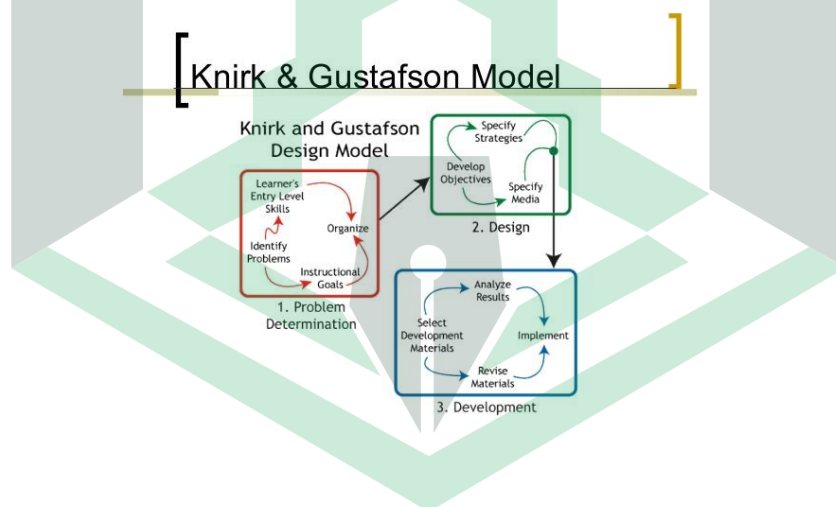 Knirk & Gustafson Model
Knirk and Gustafson
Design Model
Learner's
Entry Level
Skills
Organize
Identify
Problems
Instructional
Goals
1. Problem
Determination
Specify
Strategies
Develop
Objectives
Specify
Media
2. Design
Analyze
Results
Select
Development
Materials
Implement
Revise
Materials
3. Development